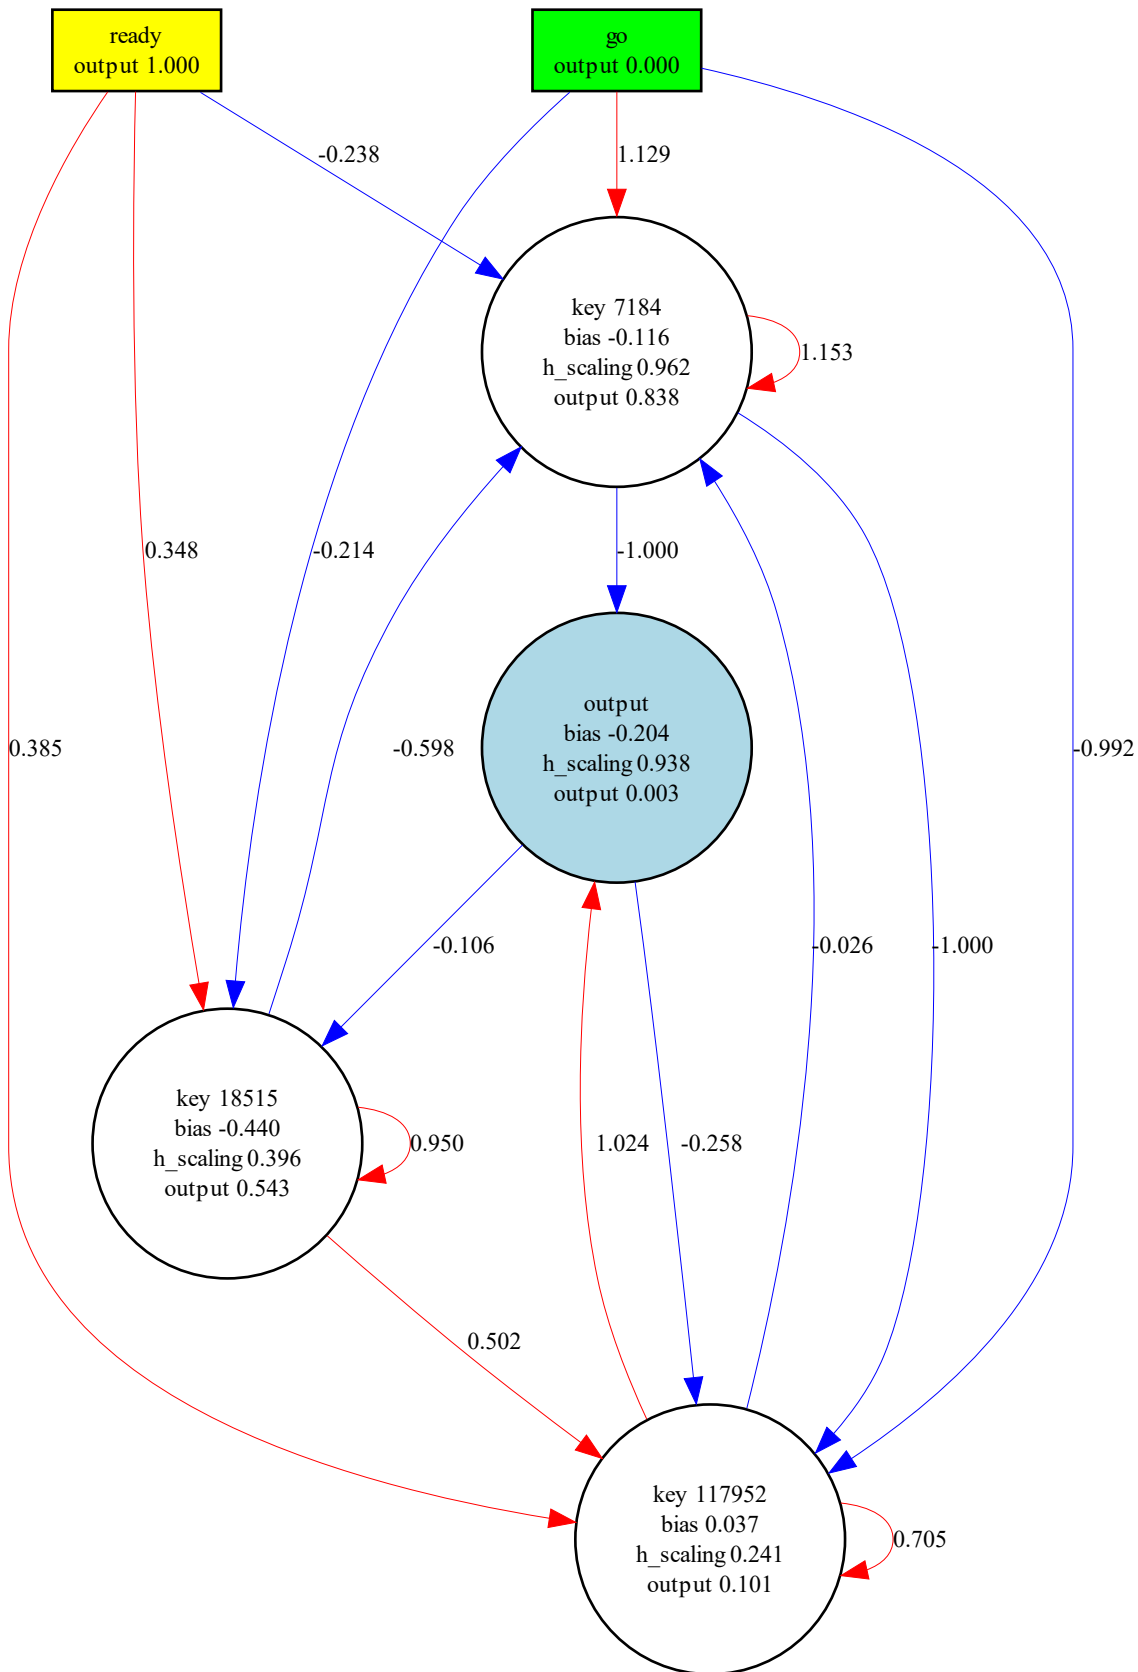 ready
output 1.000
go
output 0.000
-0.238
1.129
key 7184
bias -0.116
h_scaling 0.962
output 0.838
1.153
0.348
-0.214
-1.000
output
bias -0.204
h_scaling 0.938
output 0.003
0.385
-0.598
-0.992
-0.106
-0.026
-1.000
key 18515
bias -0.440
h_scaling 0.396
output 0.543
0.950
1.024
-0.258
0.502
key 117952
bias 0.037
h_scaling 0.241
output 0.101
0.705